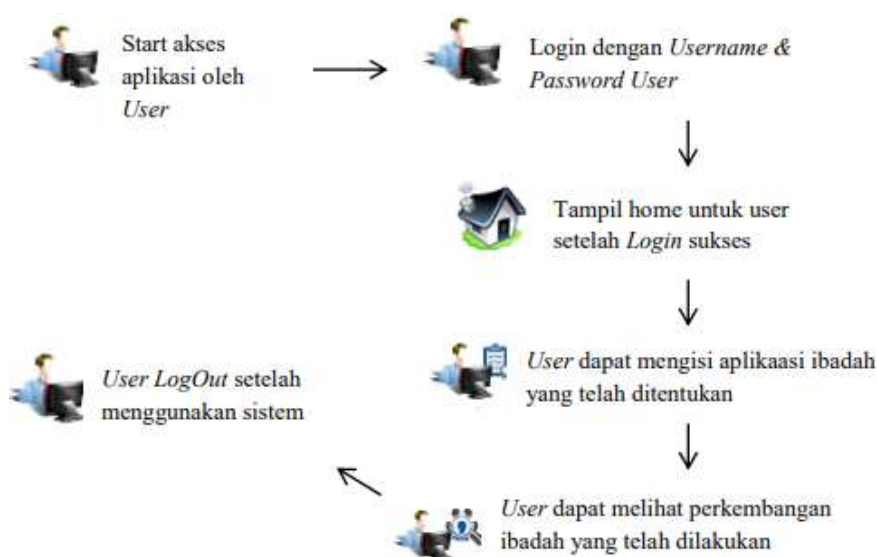 Start akses
aplikasi oleh
User
Login dengan Username &
Password User
Tampil home untuk user
setelah Login sukses
User dapat mengisi aplikaasi ibadah
yang telah ditentukan
User dapat melihat perkembangan
ibadah yang telah dilakukan
User LogOut setelah
menggunakan sistem